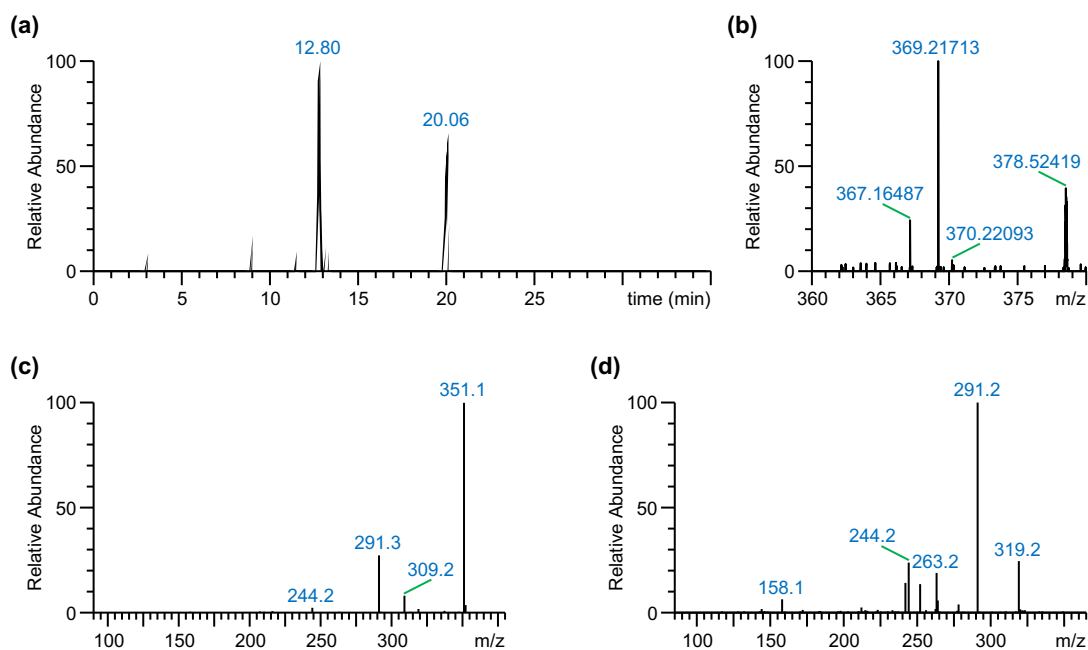 (a)
12.80
20.06
Relative Abundance
100
50
0
0 5 10 15 20 25 time (min)
(b)
369.21713
378.52419
367.16487
370.22093
Relative Abundance
100
50
0
360 365 370 375 m/z
(c)
351.1
291.3
309.2
244.2
Relative Abundance
100
50
0
100 150 200 250 300 m/z
(d)
291.2
244.2
263.2
319.2
158.1
Relative Abundance
100
50
0
100 150 200 250 300 m/z